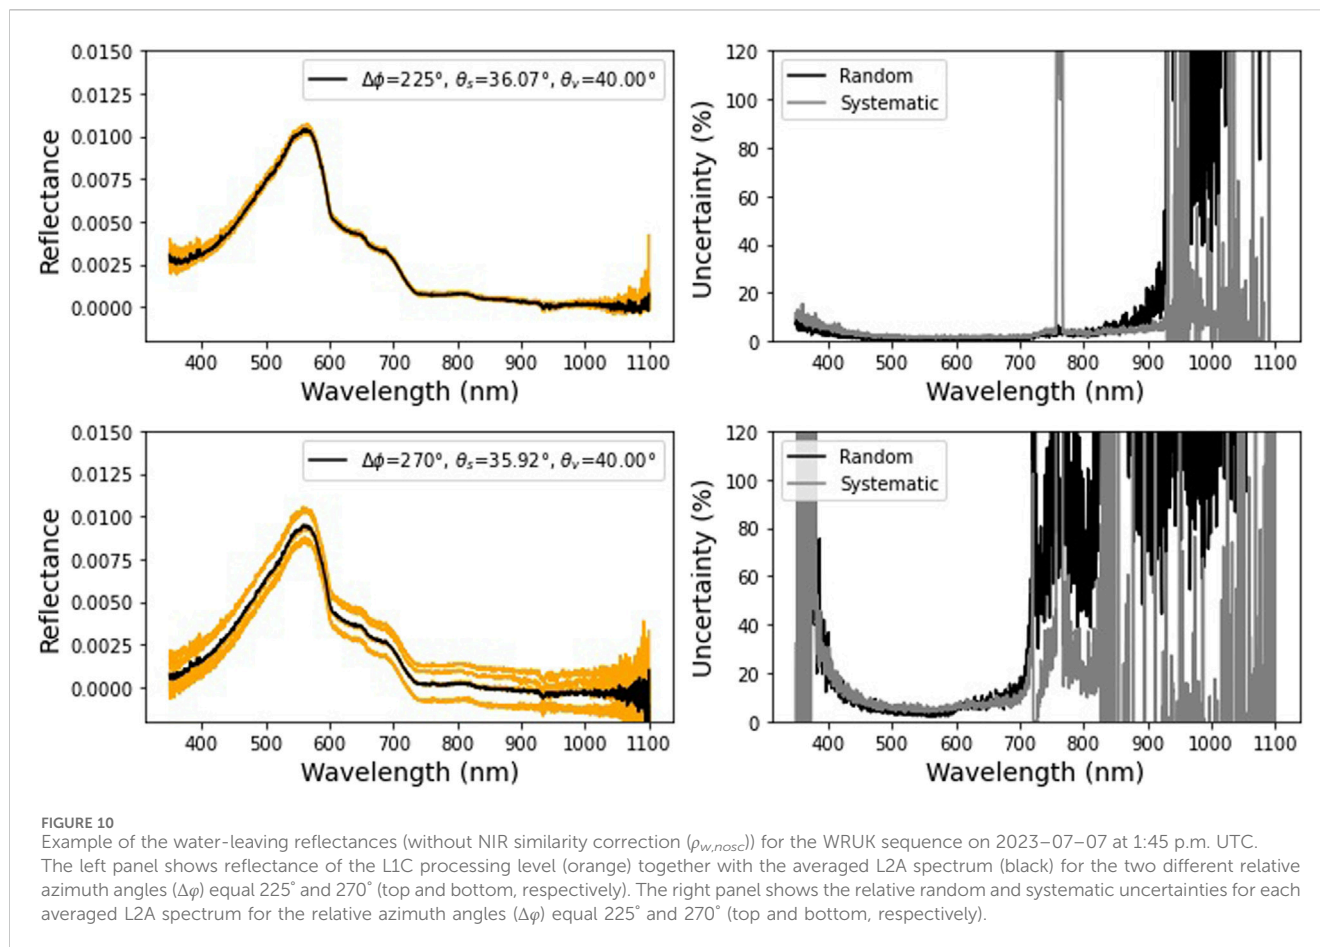 0.0150
0.0125
0.0100
0.0075
0.0050
0.0025
0.0000
Reflectance
Δϕ=225°, θs=36.07°, θv=40.00°
400 500 600 700 800 900 1000 1100
Wavelength (nm)
120
100
80
60
40
20
0
Uncertainty (%)
Random
Systematic
400 500 600 700 800 900 1000 1100
Wavelength (nm)
0.0150
0.0125
0.0100
0.0075
0.0050
0.0025
0.0000
Reflectance
Δϕ=270°, θs=35.92°, θv=40.00°
400 500 600 700 800 900 1000 1100
Wavelength (nm)
120
100
80
60
40
20
0
Uncertainty (%)
Random
Systematic
400 500 600 700 800 900 1000 1100
Wavelength (nm)
FIGURE 10
Example of the water-leaving reflectances (without NIR similarity correction (ρw,nosc)) for the WRUK sequence on 2023–07–07 at 1:45 p.m. UTC.
The left panel shows reflectance of the L1C processing level (orange) together with the averaged L2A spectrum (black) for the two different relative
azimuth angles (Δφ) equal 225° and 270° (top and bottom, respectively). The right panel shows the relative random and systematic uncertainties for each
averaged L2A spectrum for the relative azimuth angles (Δφ) equal 225° and 270° (top and bottom, respectively).